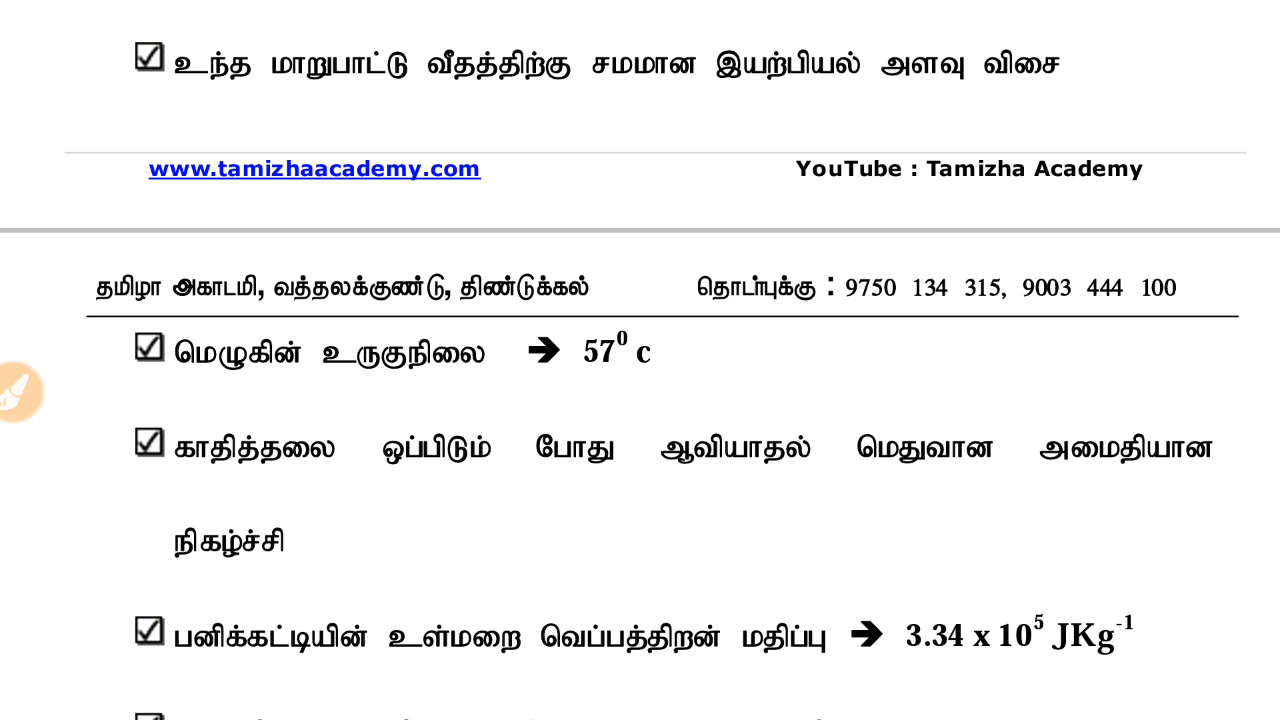 உந்த மாறுபாட்டு வீதத்திற்கு சமமான இயற்பியல் அளவு விசை
www.tamizhaacademy.com YouTube : Tamizha Academy
தமிழா அகாடமி, வத்தலக்குண்டு, திண்டுக்கல் தொடர்புக்கு : 9750 134 315, 9003 444 100
மெழுகின் உருகுநிலை ➔ 57⁰ c
காதித்தலை ஒப்பிடும் போது ஆவியாதல் மெதுவான அமைதியான
நிகழ்ச்சி
பனிக்கட்டியின் உள்மறை வெப்பத்திறன் மதிப்பு ➔ 3.34 x 10⁵ JKg⁻¹